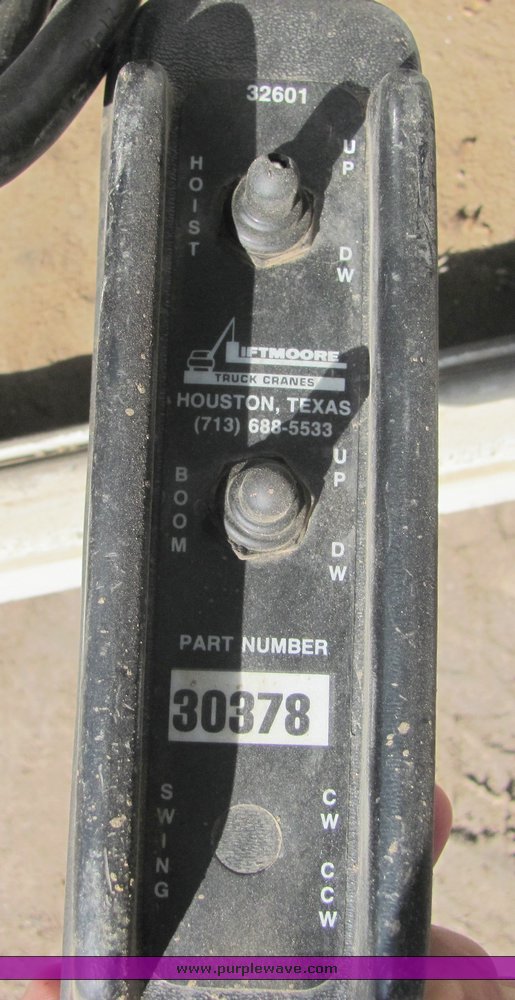 32601
HOIST
UP
DW
LIFTMOORE
TRUCK CRANES
HOUSTON, TEXAS
(713) 688-5533
BOOM
UP
DW
PART NUMBER
30378
SWING
CW
CCW
www.purplewave.com